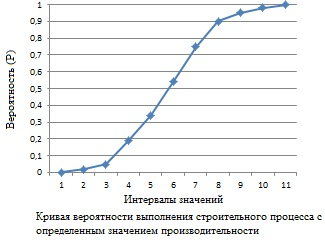 1
0,9
0,8
0,7
0,6
0,5
0,4
0,3
0,2
0,1
0
Вероятность (P)
1 2 3 4 5 6 7 8 9 10 11
Интервалы значений
Кривая вероятности выполнения строительного процесса с
определенным значением производительности